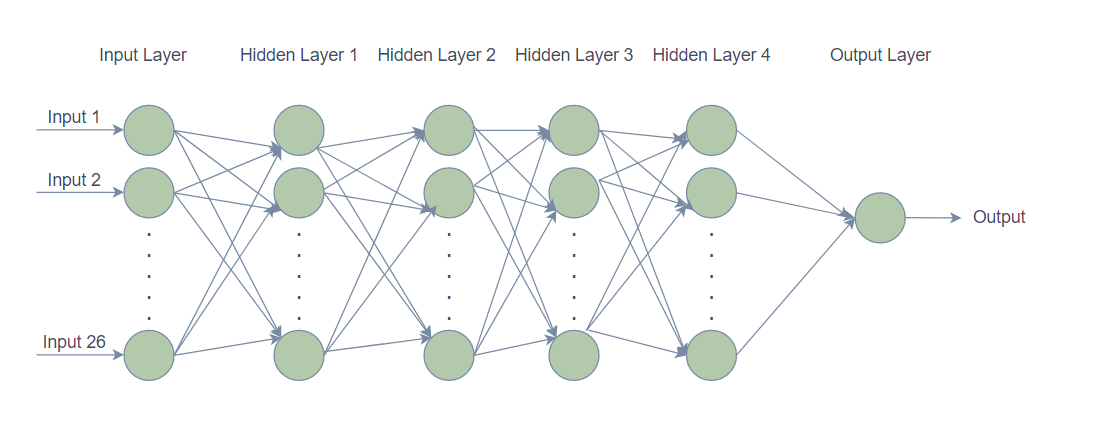 Input Layer
Hidden Layer 1
Hidden Layer 2
Hidden Layer 3
Hidden Layer 4
Output Layer
Input 1
Input 2
Output
Input 26